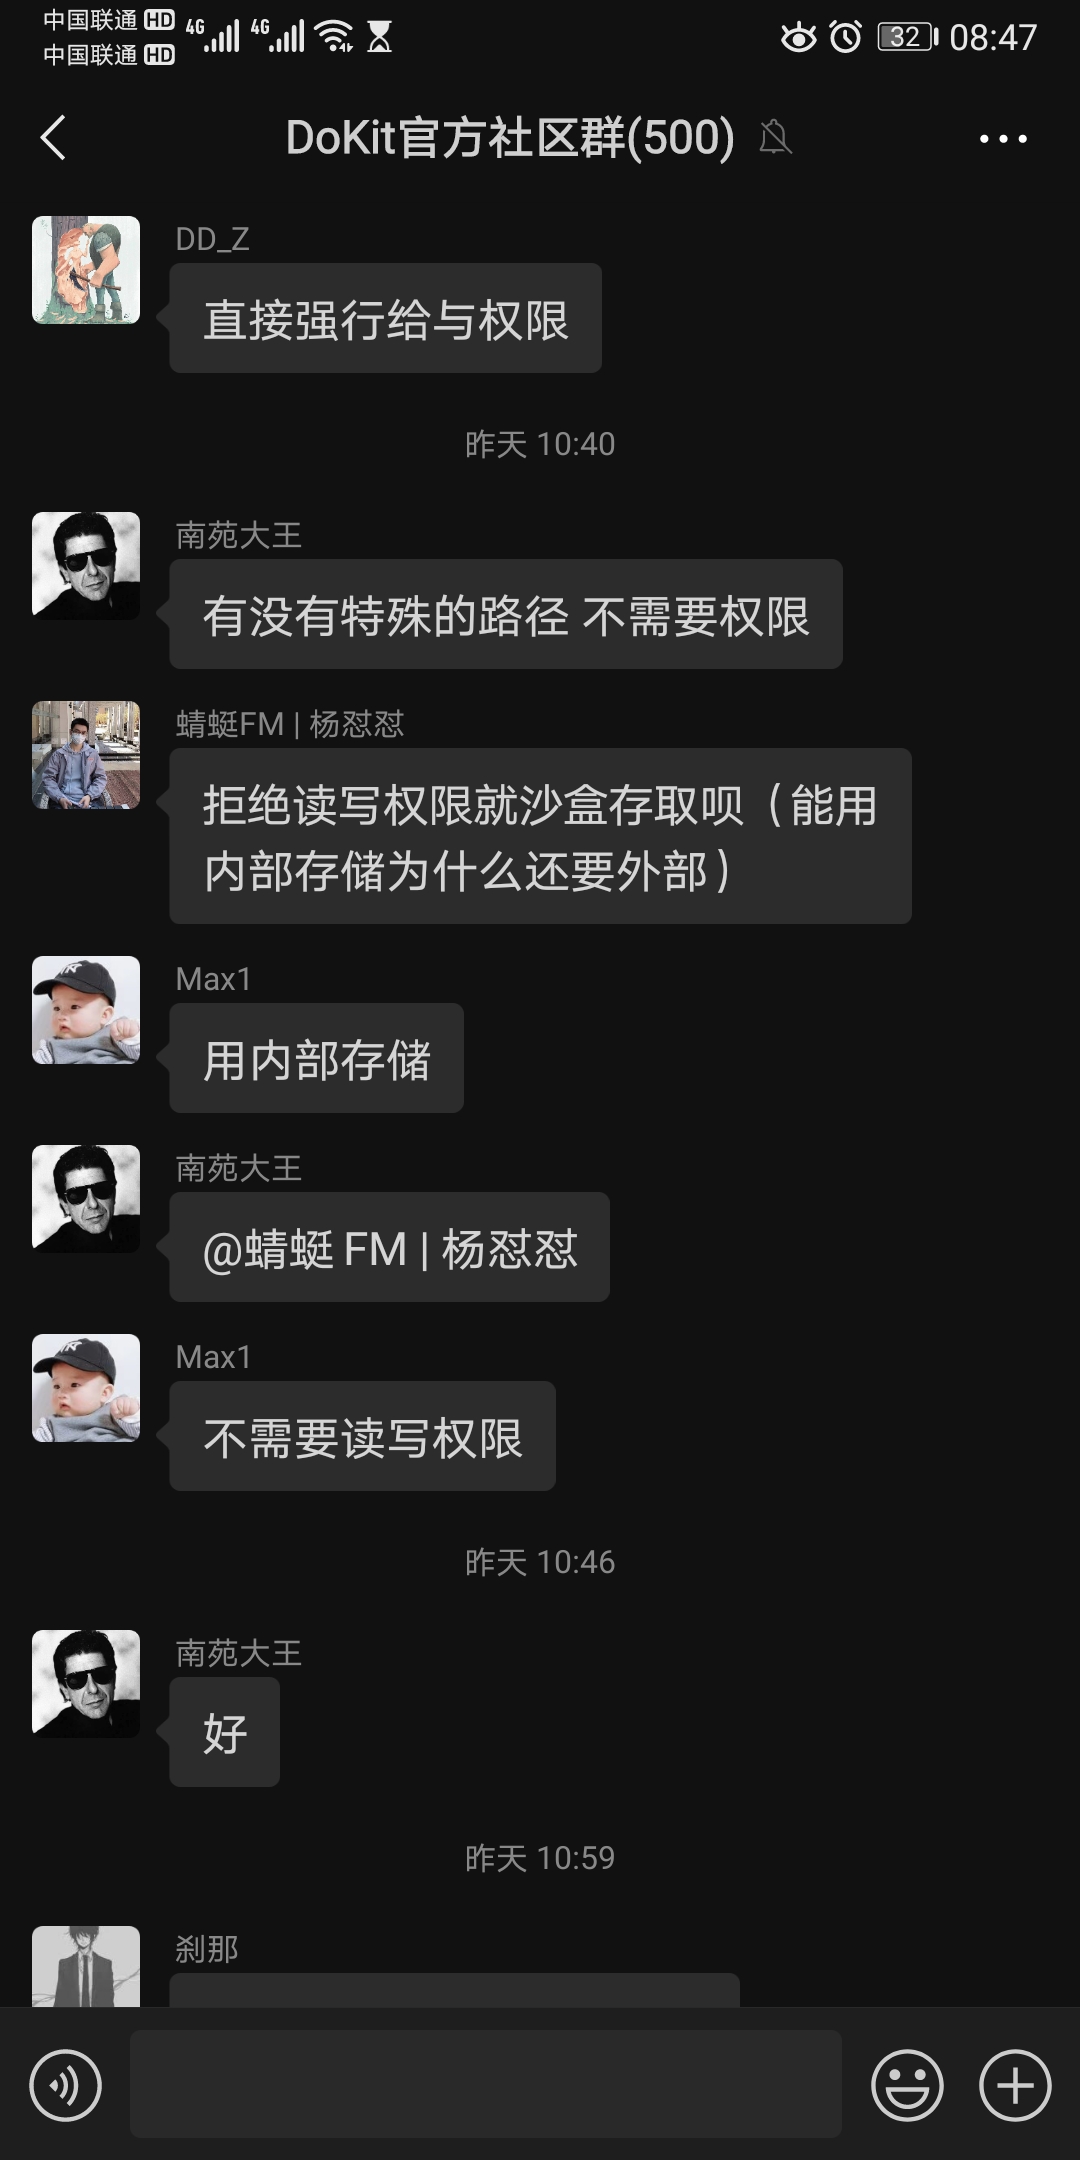 中国联通 HD 4G 4G 32 08:47
中国联通 HD
DoKit官方社区群(500)
DD_Z
直接强行给与权限
昨天 10:40
南苑大王
有没有特殊的路径 不需要权限
蜻蜓FM | 杨怼怼
拒绝读写权限就沙盒存取呗（能用
内部存储为什么还要外部）
Max1
用内部存储
南苑大王
@蜻蜓 FM | 杨怼怼
Max1
不需要读写权限
昨天 10:46
南苑大王
好
昨天 10:59
刹那